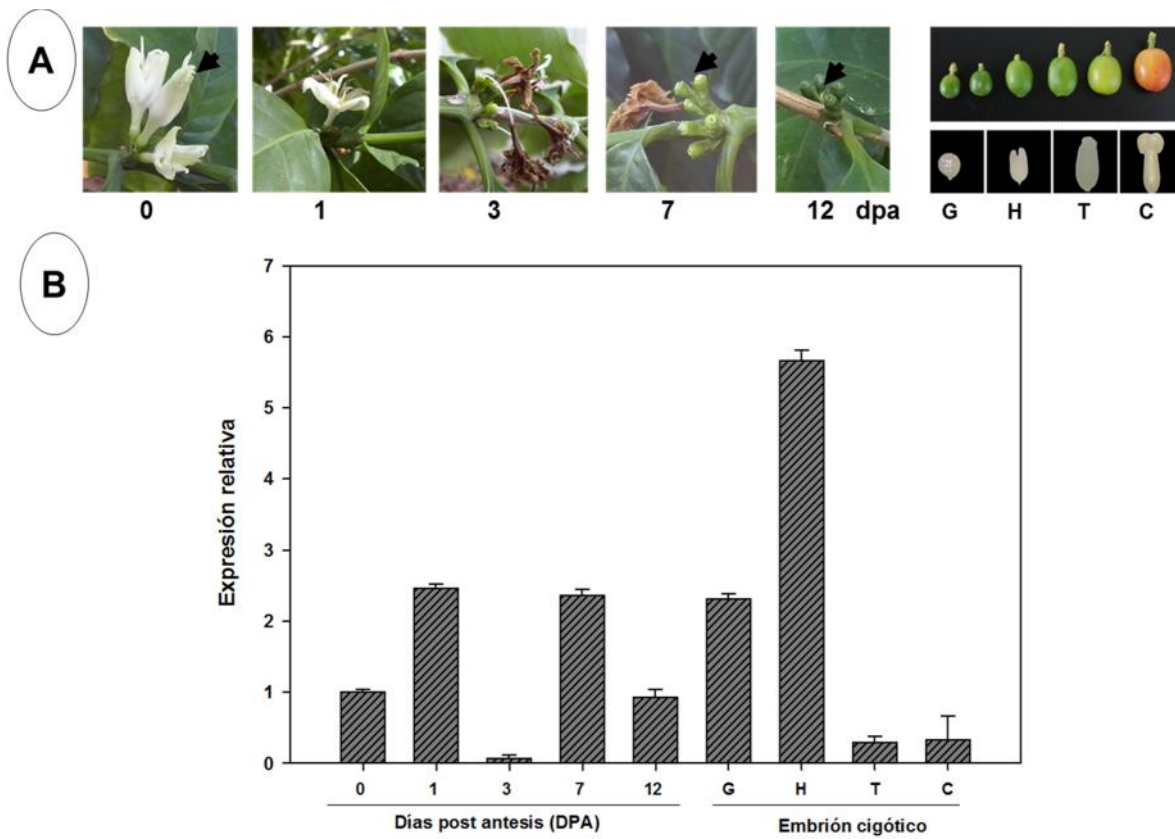 A
0 1 3 7 12 dpa G H T C
B
7
6
5
4
3
2
1
0
Expresión relativa
0 1 3 7 12 G H T C
Días post antesis (DPA) Embrión cigótico